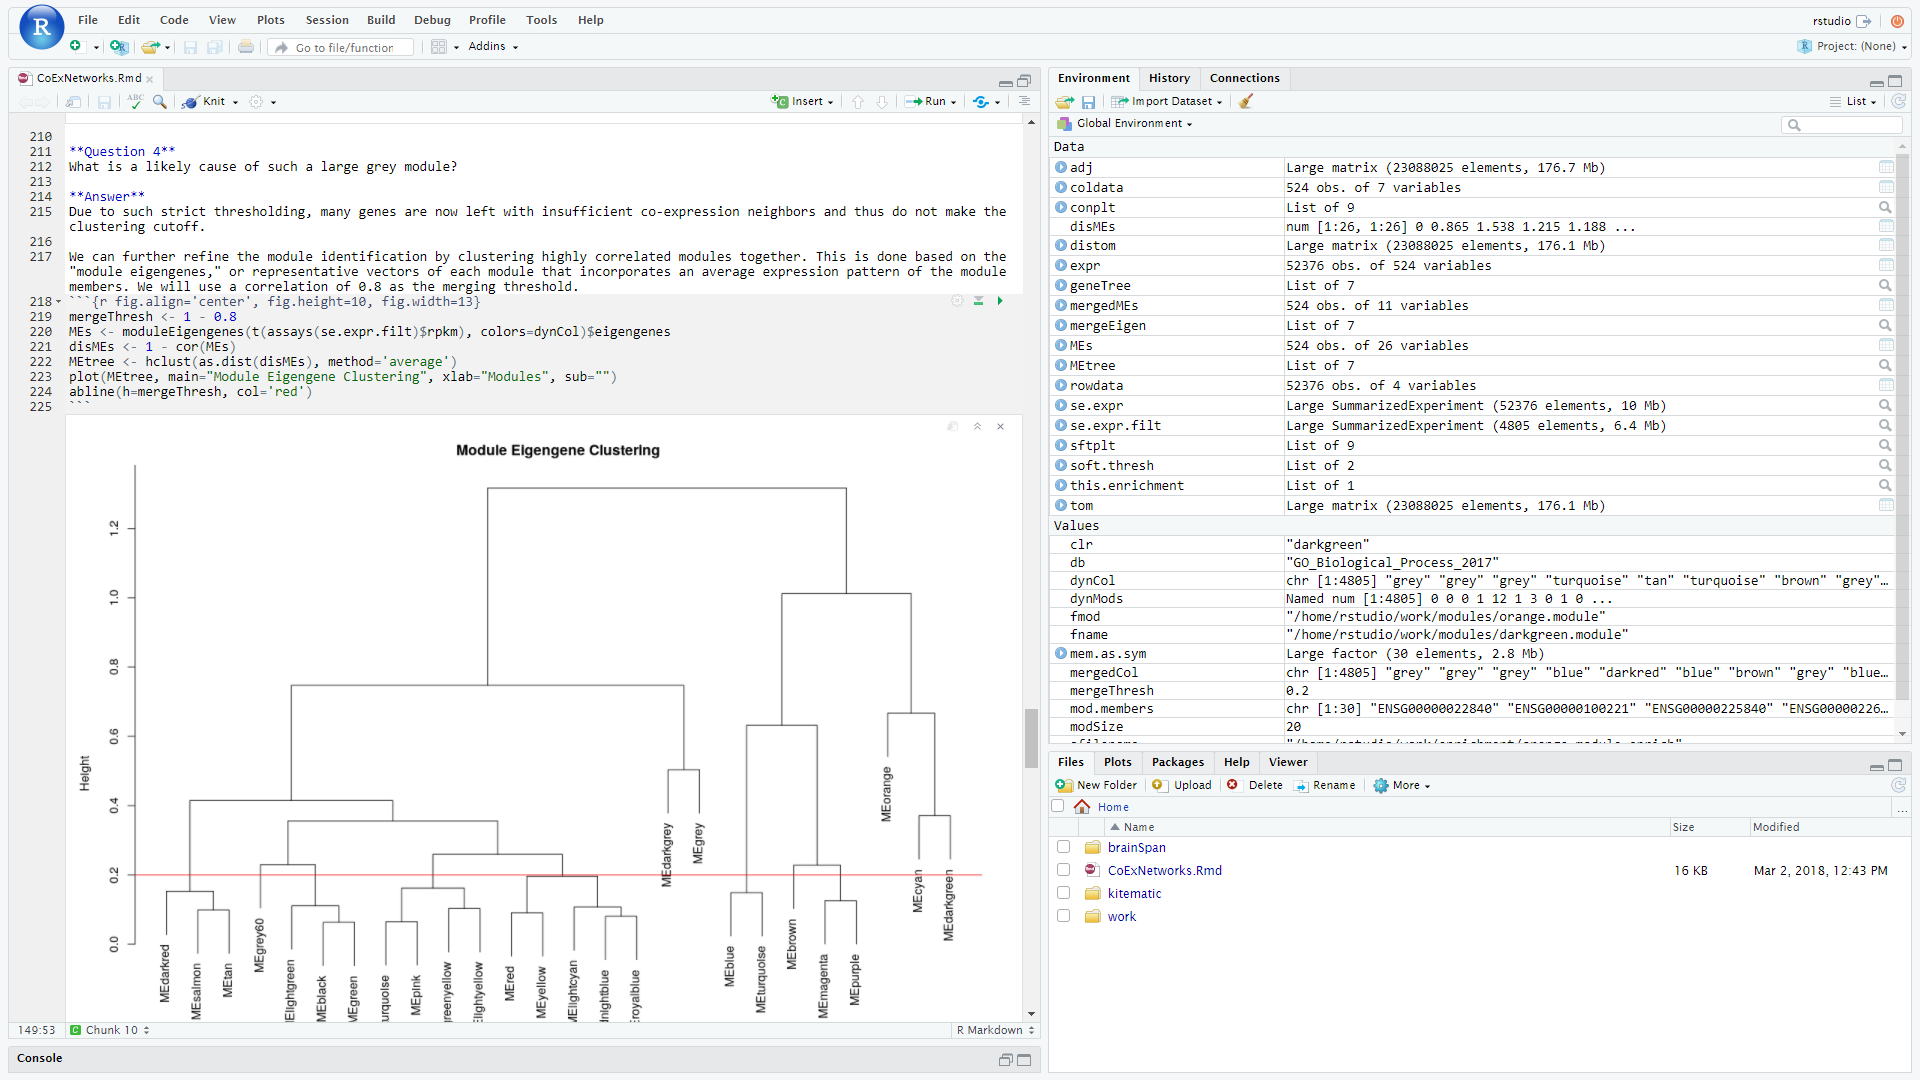 File Edit Code View Plots Session Build Debug Profile Tools Help
rstudio
Go to file/function Addins
Project: (None)
CoExNetworks.Rmd
ABC Knit Insert Run
210
211 **Question 4**
212 What is a likely cause of such a large grey module?
213
214 **Answer**
215 Due to such strict thresholding, many genes are now left with insufficient co-expression neighbors and thus do not make the
clustering cutoff.
216
217 We can further refine the module identification by clustering highly correlated modules together. This is done based on the
"module eigengenes," or representative vectors of each module that incorporates an average expression pattern of the module
members. We will use a correlation of 0.8 as the merging threshold.
218 ```{r fig.align='center', fig.height=10, fig.width=13}
219 mergeThresh <- 1 - 0.8
220 MEs <- moduleEigengenes(t(assays(se.expr.filt)$rpkm), colors=dynCol)$eigengenes
221 disMEs <- 1 - cor(MEs)
222 MEtree <- hclust(as.dist(disMEs), method='average')
223 plot(MEtree, main="Module Eigengene Clustering", xlab="Modules", sub="")
224 abline(h=mergeThresh, col='red')
225 ```
Module Eigengene Clustering
Height
1.2
1.0
0.8
0.6
0.4
0.2
0.0
MEdarkred
MEsalmon
MEtan
MEgrey60
MElightgreen
MEblack
MEgreen
urquoise
MEpink
greenyellow
lightyellow
MEred
MEyellow
MElightcyan
dnightblue
royalblue
MEdarkgrey
MEgrey
MEblue
MEturquoise
MEbrown
MEmagenta
MEpurple
MEorange
MEcyan
MEdarkgreen
149:53 C Chunk 10 R Markdown
Console
Environment History Connections
Import Dataset List
Global Environment
Data
adj Large matrix (23088025 elements, 176.7 Mb)
coldata 524 obs. of 7 variables
conplt List of 9
disMEs num [1:26, 1:26] 0 0.865 1.538 1.215 1.188 ...
distom Large matrix (23088025 elements, 176.1 Mb)
expr 52376 obs. of 524 variables
geneTree List of 7
mergedMEs 524 obs. of 11 variables
mergeEigen List of 7
MEs 524 obs. of 26 variables
MEtree List of 7
rowdata 52376 obs. of 4 variables
se.expr Large SummarizedExperiment (52376 elements, 10 Mb)
se.expr.filt Large SummarizedExperiment (4805 elements, 6.4 Mb)
sftplt List of 9
soft.thresh List of 2
this.enrichment List of 1
tom Large matrix (23088025 elements, 176.1 Mb)
Values
clr "darkgreen"
db "GO_Biological_Process_2017"
dynCol chr [1:4805] "grey" "grey" "grey" "turquoise" "tan" "turquoise" "brown" "grey"…
dynMods Named num [1:4805] 0 0 0 1 12 1 3 0 1 0 ...
fmod "/home/rstudio/work/modules/orange.module"
fname "/home/rstudio/work/modules/darkgreen.module"
mem.as.sym Large factor (30 elements, 2.8 Mb)
mergedCol chr [1:4805] "grey" "grey" "grey" "blue" "darkred" "blue" "brown" "grey" "blue…
mergeThresh 0.2
mod.members chr [1:30] "ENSG00000022840" "ENSG00000100221" "ENSG00000225840" "ENSG00000226…
modSize 20
Files Plots Packages Help Viewer
New Folder Upload Delete Rename More
Home ...
Name Size Modified
brainSpan
CoExNetworks.Rmd 16 KB Mar 2, 2018, 12:43 PM
kitematic
work